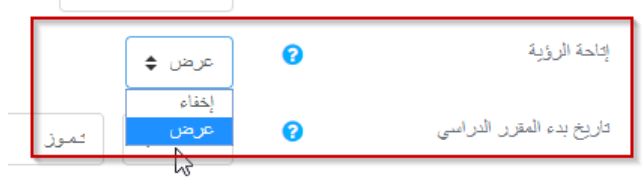 إتاحة الرؤية
عرض
إخفاء
عرض
تاريخ بدء المقرر الدراسي
تموز